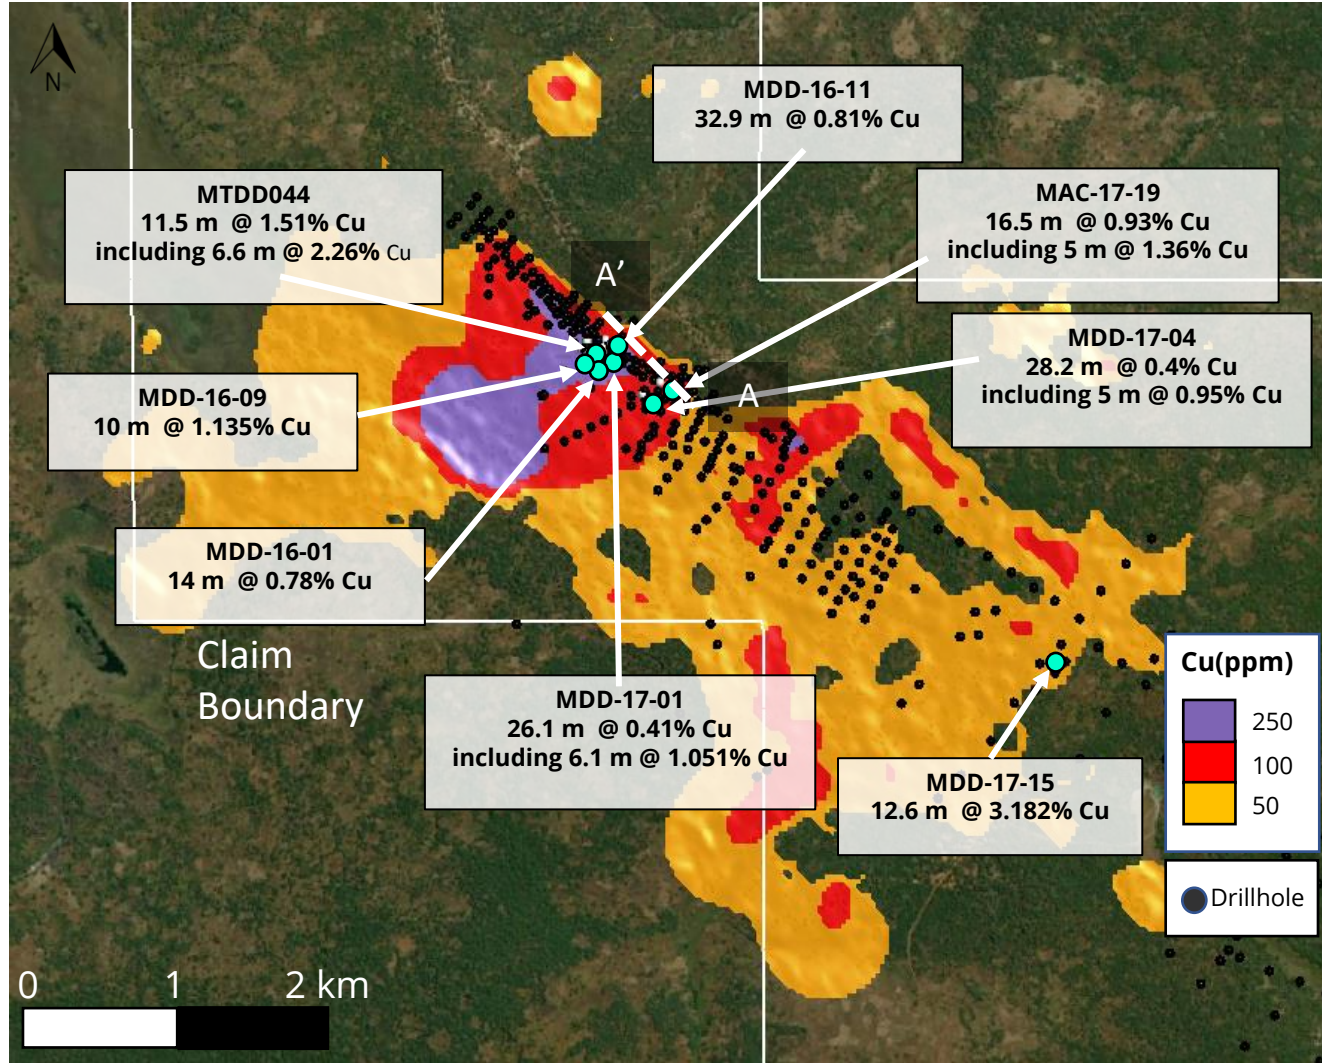 N
MDD-16-11
32.9 m @ 0.81% Cu
MTDD044
11.5 m @ 1.51% Cu
including 6.6 m @ 2.26% Cu
MAC-17-19
16.5 m @ 0.93% Cu
including 5 m @ 1.36% Cu
A’
MDD-17-04
28.2 m @ 0.4% Cu
including 5 m @ 0.95% Cu
MDD-16-09
10 m @ 1.135% Cu
A
MDD-16-01
14 m @ 0.78% Cu
Claim
Boundary
MDD-17-01
26.1 m @ 0.41% Cu
including 6.1 m @ 1.051% Cu
MDD-17-15
12.6 m @ 3.182% Cu
Cu(ppm)
250
100
50
Drillhole
0 1 2 km